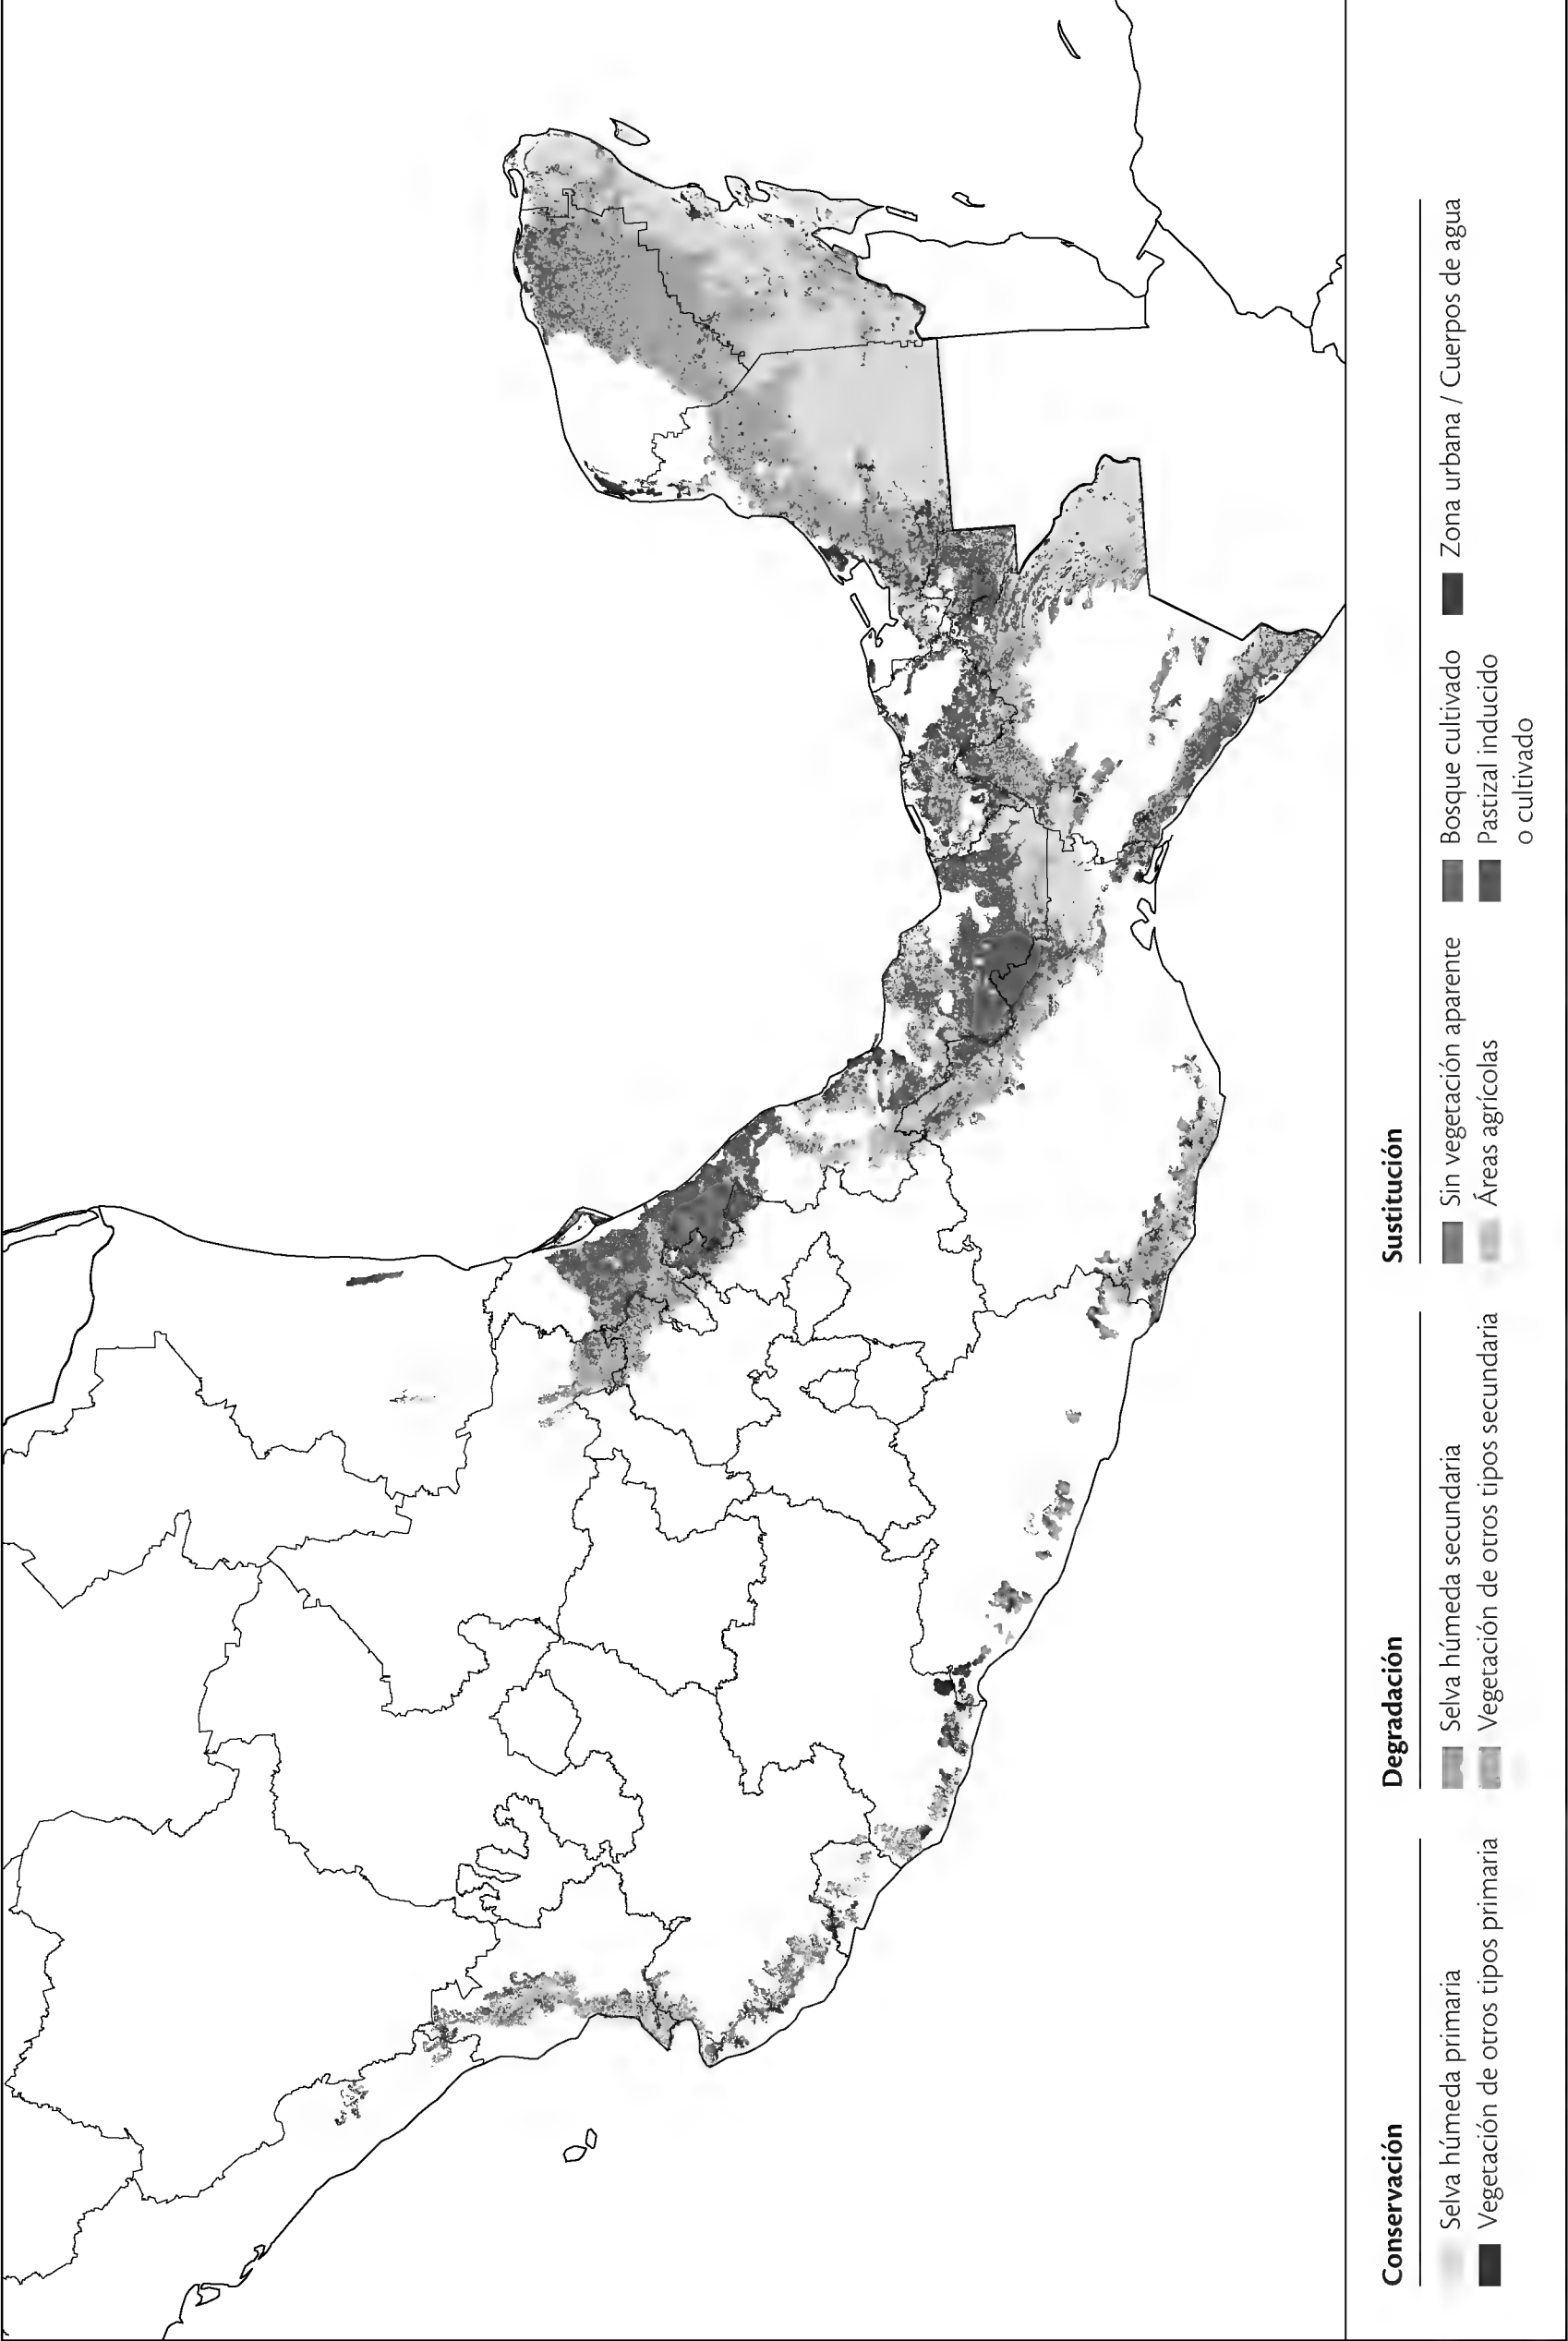 Conservación
Selva húmeda primaria
Vegetación de otros tipos primaria
Degradación
Selva húmeda secundaria
Vegetación de otros tipos secundaria
Sustitución
Sin vegetación aparente
Áreas agrícolas
Bosque cultivado
Pastizal inducido
o cultivado
Zona urbana / Cuerpos de agua